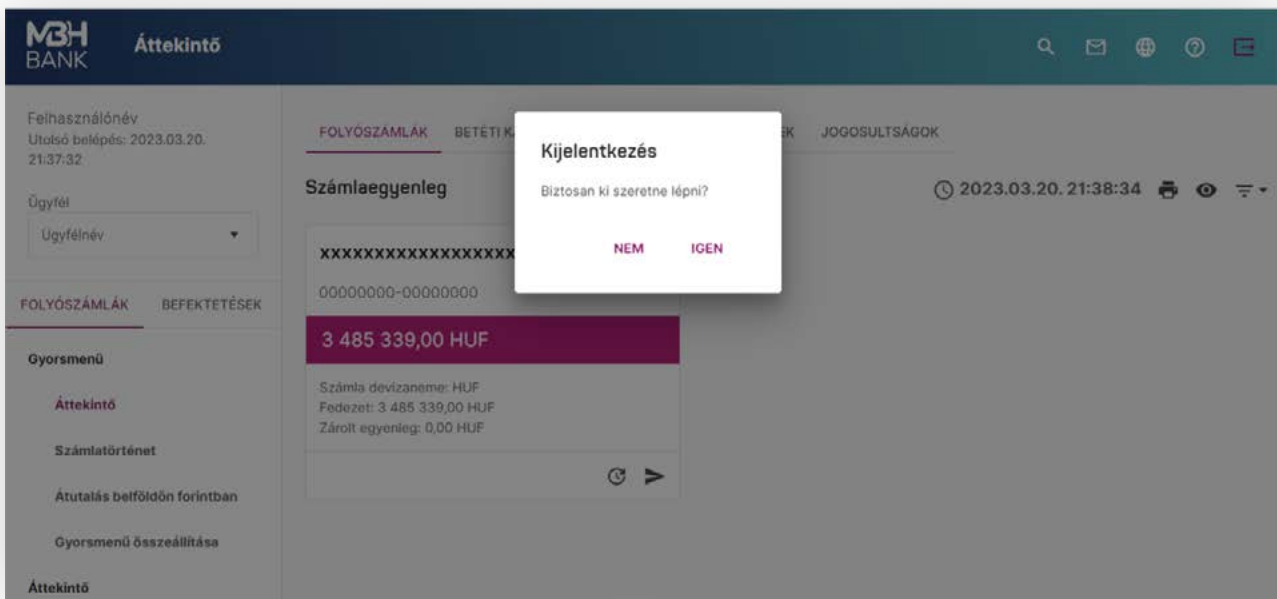 MBH
BANK
Áttekintő
Felhasználónév
Utolsó belépés: 2023.03.20.
21:37:32
Ügyfél
Ügyfélnév
FOLYÓSZÁMLÁK BEFEKTETÉSEK
Gyorsmenü
Áttekintő
Számlatörténet
Átutalás belföldön forintban
Gyorsmenü összeállítása
Áttekintő
FOLYÓSZÁMLÁK BETÉTI K EK JOGOSULTSÁGOK
Számlaegyenleg
2023.03.20. 21:38:34
XXXXXXXXXXXXXXXXXX
00000000-00000000
3 485 339,00 HUF
Számla devizaneme: HUF
Fedezet: 3 485 339,00 HUF
Zárolt egyenleg: 0,00 HUF
Kijelentkezés
Biztosan ki szeretne lépni?
NEM IGEN